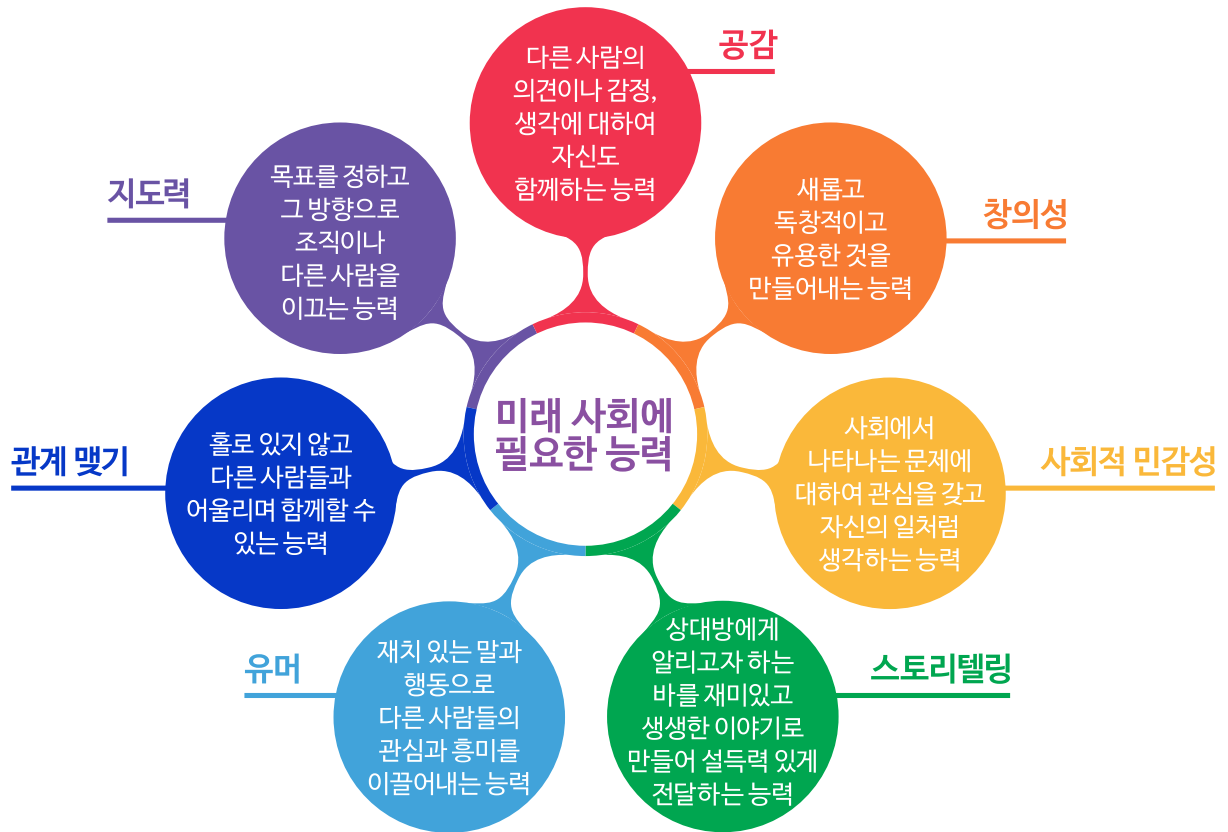 미래 사회에
필요한 능력
공감
다른 사람의
의견이나 감정,
생각에 대하여
자신도
함께하는 능력
창의성
새롭고
독창적이고
유용한 것을
만들어내는 능력
사회적 민감성
사회에서
나타나는 문제에
대하여 관심을 갖고
자신의 일처럼
생각하는 능력
스토리텔링
상대방에게
알리고자 하는
바를 재미있고
생생한 이야기로
만들어 설득력 있게
전달하는 능력
유머
재치 있는 말과
행동으로
다른 사람들의
관심과 흥미를
이끌어내는 능력
관계 맺기
홀로 있지 않고
다른 사람들과
어울리며 함께할 수
있는 능력
지도력
목표를 정하고
그 방향으로
조직이나
다른 사람을
이끄는 능력